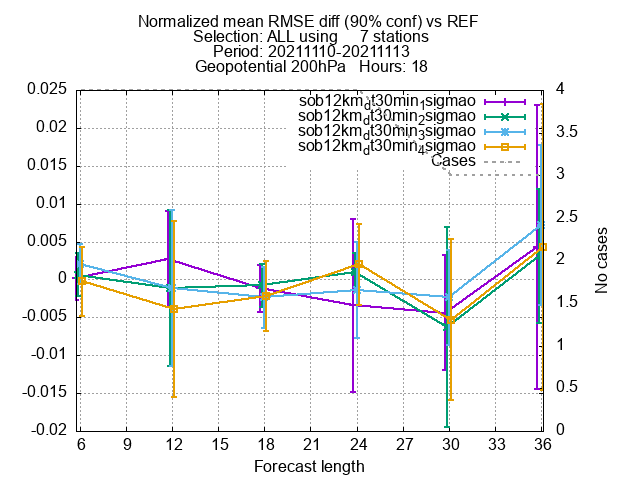 Normalized mean RMSE diff (90% conf) vs REF
Selection: ALL using 7 stations
Period: 20211110-20211113
Geopotential 200hPa Hours: 18
sob12km_dt30min_1sigmao
sob12km_dt30min_2sigmao
sob12km_dt30min_3sigmao
sob12km_dt30min_4sigmao
Cases
0.025
0.02
0.015
0.01
0.005
0
-0.005
-0.01
-0.015
-0.02
4
3.5
3
2.5
2
1.5
1
0.5
0
No cases
6 9 12 15 18 21 24 27 30 33 36
Forecast length